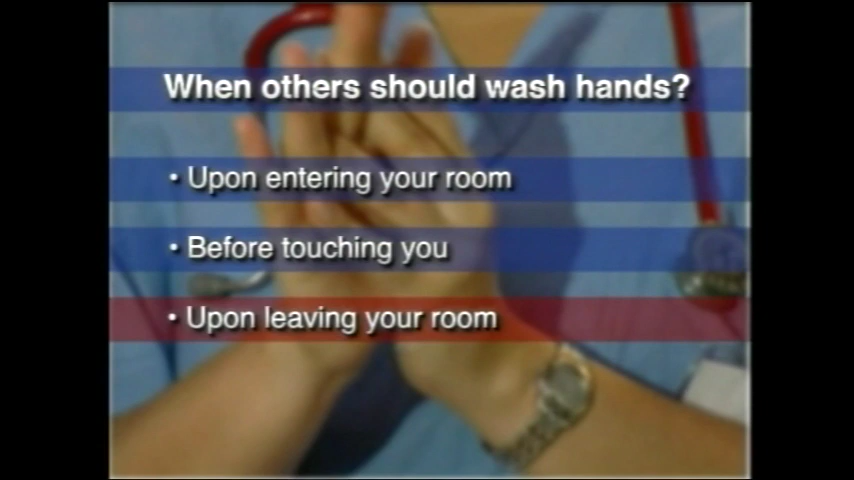 When others should wash hands?
• Upon entering your room
• Before touching you
• Upon leaving your room